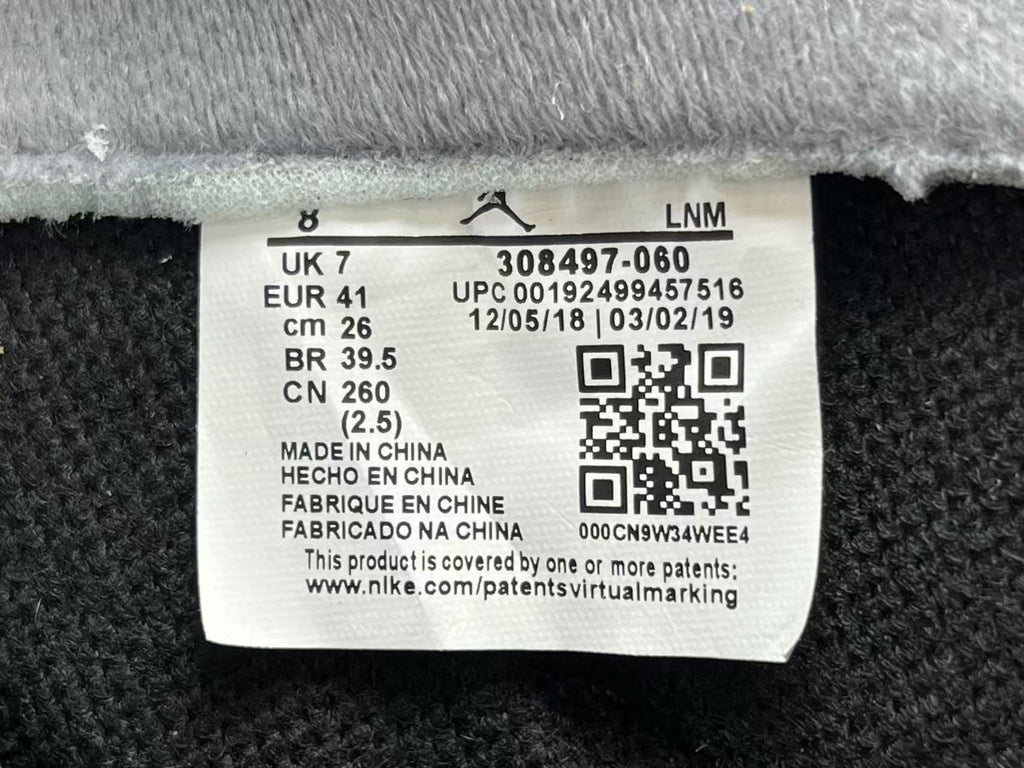 8 LNM
UK 7 308497-060
EUR 41 UPC 00192499457516
cm 26 12/05/18 | 03/02/19
BR 39.5
CN 260
(2.5)
MADE IN CHINA
HECHO EN CHINA
FABRIQUE EN CHINE
FABRICADO NA CHINA
000CN9W34WEE4
This product is covered by one or more patents:
www.nlke.com/patentsvirtualmarking